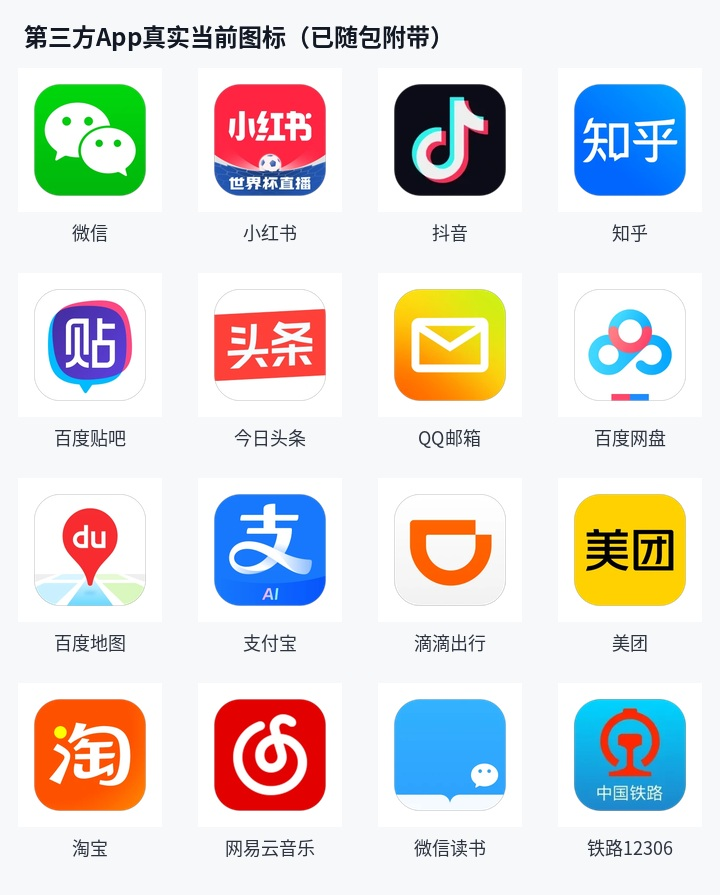 第三方App真实当前图标（已随包附带）
小红书
世界杯直播
知乎
微信
小红书
抖音
知乎
贴
头条
百度贴吧
今日头条
QQ邮箱
百度网盘
du
支
AI
美团
百度地图
支付宝
滴滴出行
美团
淘
中国铁路
淘宝
网易云音乐
微信读书
铁路12306